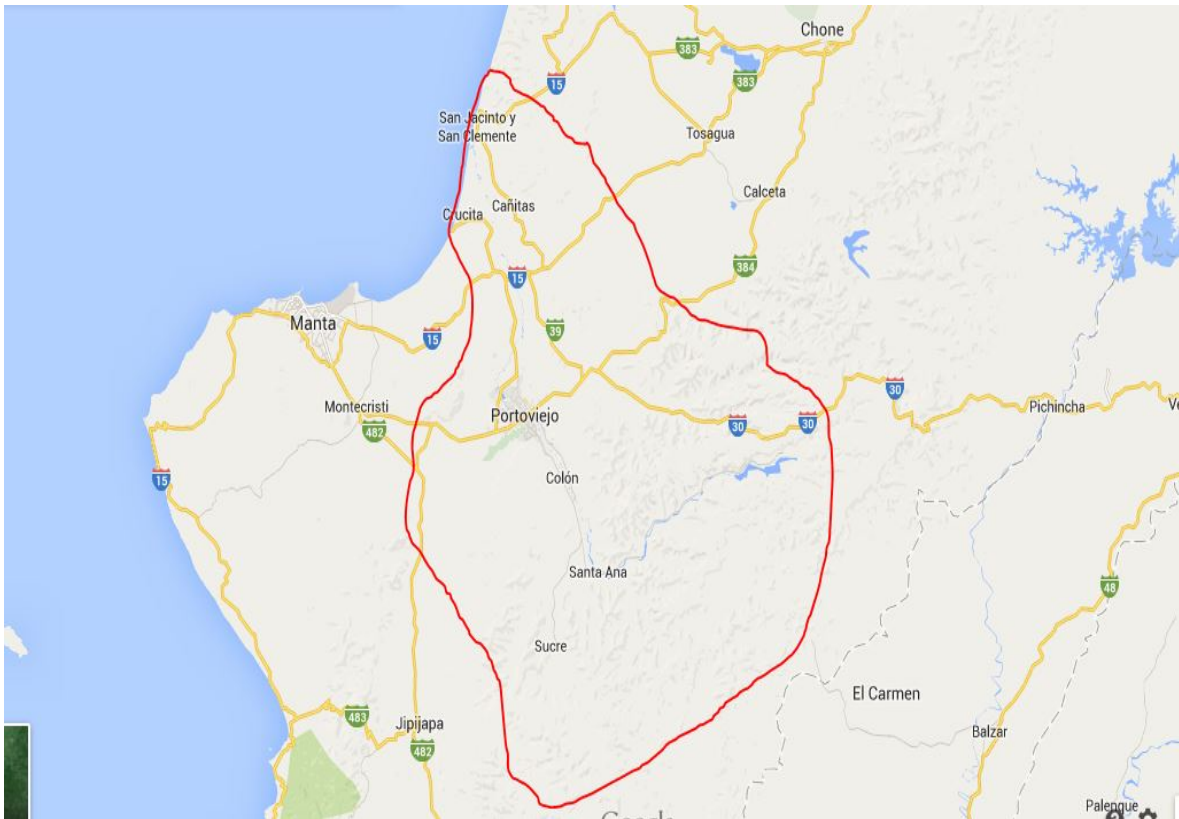 Chone
383
15
383
San Jacinto y
San Clemente
Tosagua
Calceta
Cañitas
Crucita
384
15
Manta
39
15
30
Montecristi
Portoviejo
Pichincha
482
30
30
15
Colón
Santa Ana
48
Sucre
El Carmen
483
Jipijapa
Balzar
482
Palenque